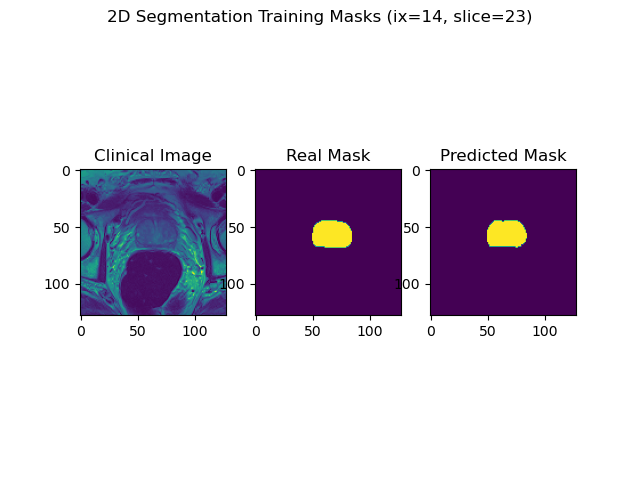 2D Segmentation Training Masks (ix=14, slice=23)
Clinical Image Real Mask Predicted Mask
0 0 0
50 50 50
100 100 100
0 50 100 0 50 100 0 50 100